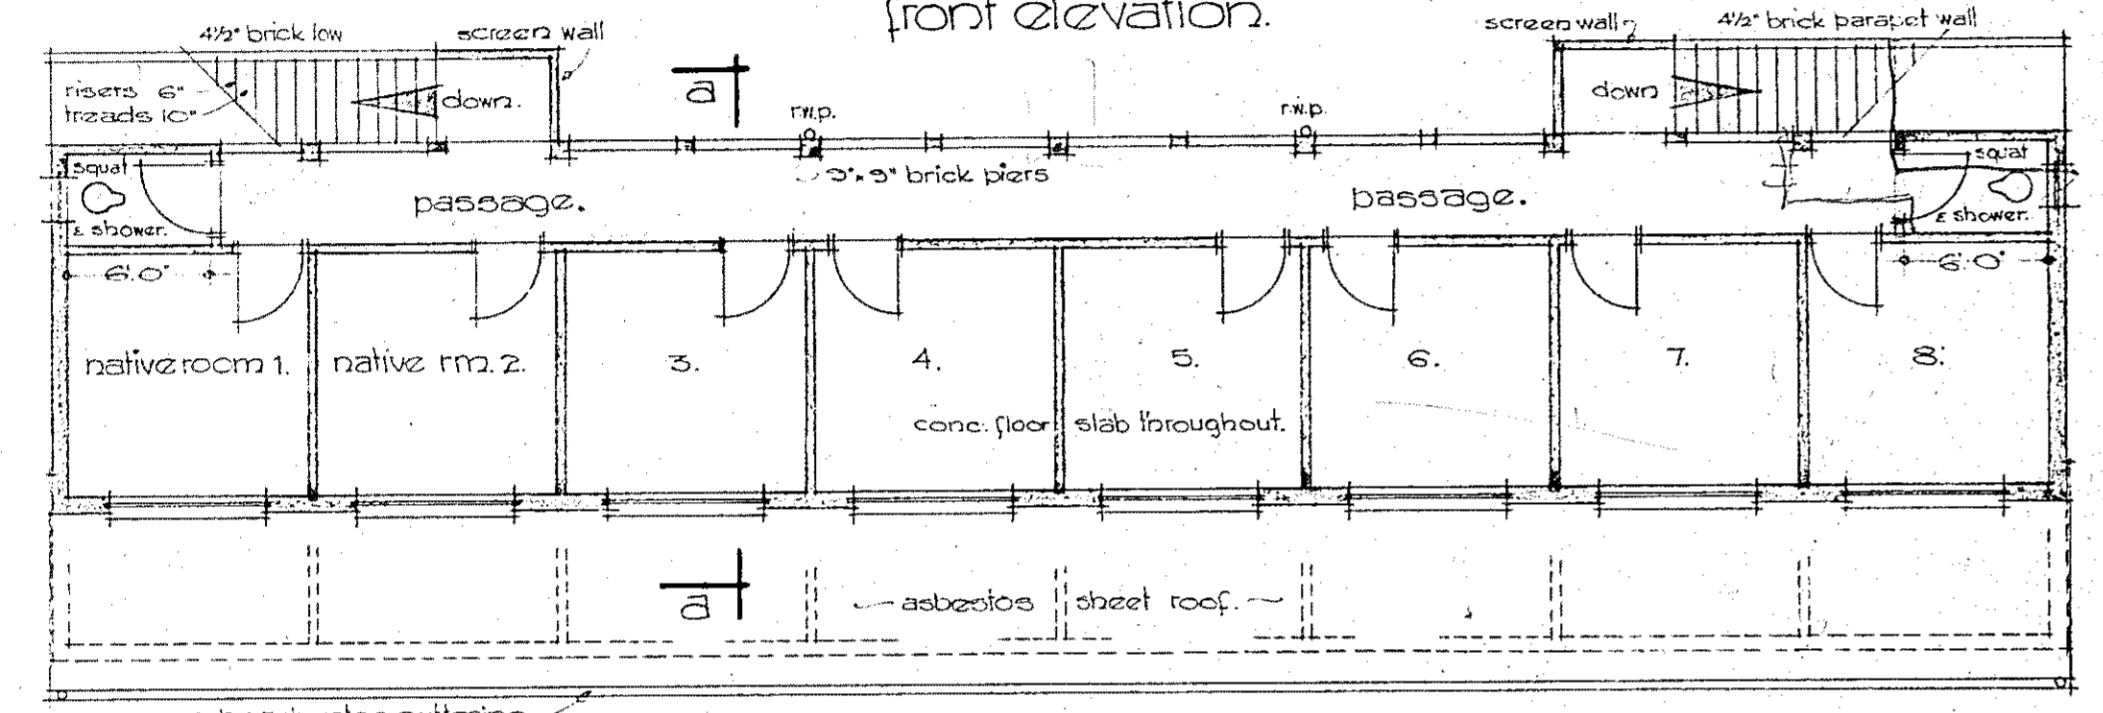 front elevation.
4½" brick low
screen wall
screen wall
4½" brick parapet wall
risers 6"
treads 10"
down.
a
r.w.p.
r.w.p.
down
squat
& shower.
9"x9" brick piers
passage.
passage.
squat
& shower.
6'.0"
6'.0"
native room 1.
native rm. 2.
3.
4.
5.
6.
7.
8.
conc. floor slab throughout.
a
asbestos sheet roof.